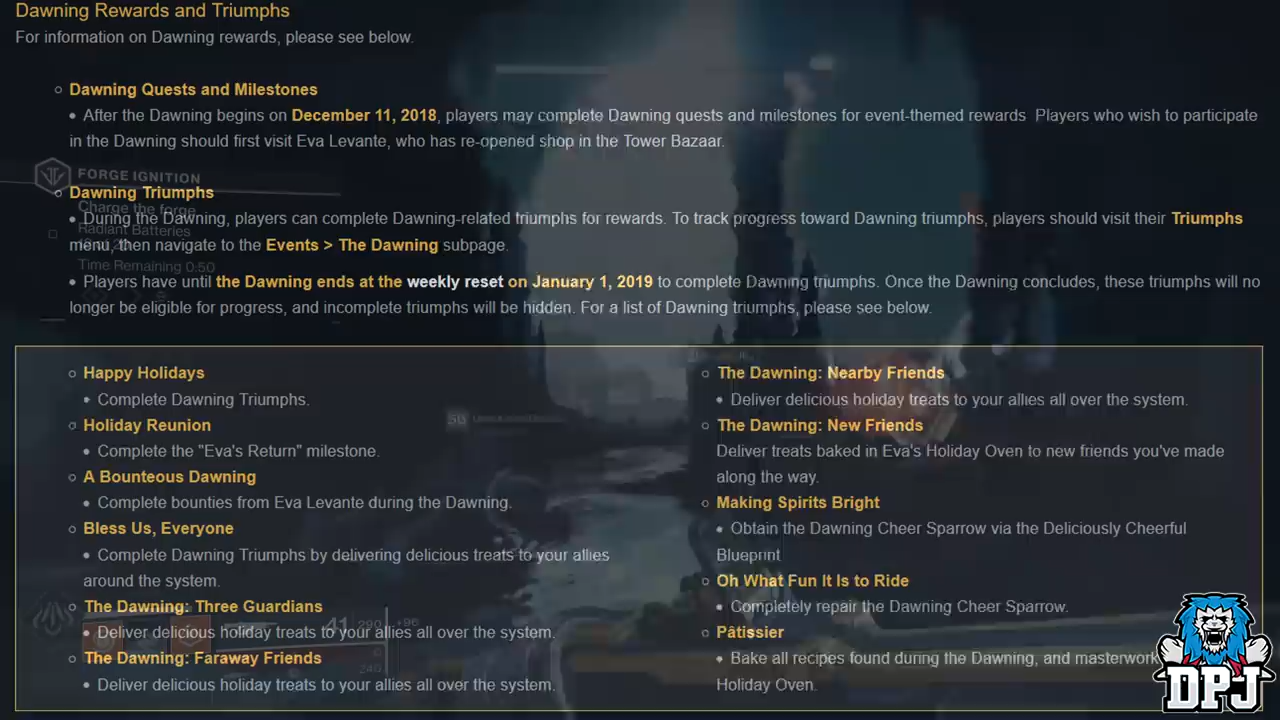 Dawning Rewards and Triumphs
For information on Dawning rewards, please see below.
Dawning Quests and Milestones
After the Dawning begins on December 11, 2018, players may complete Dawning quests and milestones for event-themed rewards Players who wish to participate
in the Dawning should first visit Eva Levante, who has re-opened shop in the Tower Bazaar.
FORGE IGNITION
Dawning Triumphs
Charge the forge
During the Dawning, players can complete Dawning-related triumphs for rewards. To track progress toward Dawning triumphs, players should visit their Triumphs
Radiant Batteries
menu, then navigate to the Events > The Dawning subpage.
Time Remaining 0:50
Players have until the Dawning ends at the weekly reset on January 1, 2019 to complete Dawning triumphs. Once the Dawning concludes, these triumphs will no
longer be eligible for progress, and incomplete triumphs will be hidden. For a list of Dawning triumphs, please see below.
Happy Holidays
Complete Dawning Triumphs.
Holiday Reunion
Complete the "Eva's Return" milestone.
A Bounteous Dawning
Complete bounties from Eva Levante during the Dawning.
Bless Us, Everyone
Complete Dawning Triumphs by delivering delicious treats to your allies
around the system.
The Dawning: Three Guardians
Deliver delicious holiday treats to your allies all over the system.
The Dawning: Faraway Friends
Deliver delicious holiday treats to your allies all over the system.
The Dawning: Nearby Friends
Deliver delicious holiday treats to your allies all over the system.
The Dawning: New Friends
Deliver treats baked in Eva's Holiday Oven to new friends you've made
along the way.
Making Spirits Bright
Obtain the Dawning Cheer Sparrow via the Deliciously Cheerful
Blueprint
Oh What Fun It Is to Ride
Completely repair the Dawning Cheer Sparrow.
Pâtissier
Bake all recipes found during the Dawning, and masterwork
Holiday Oven.
41 290 +96
DPJ